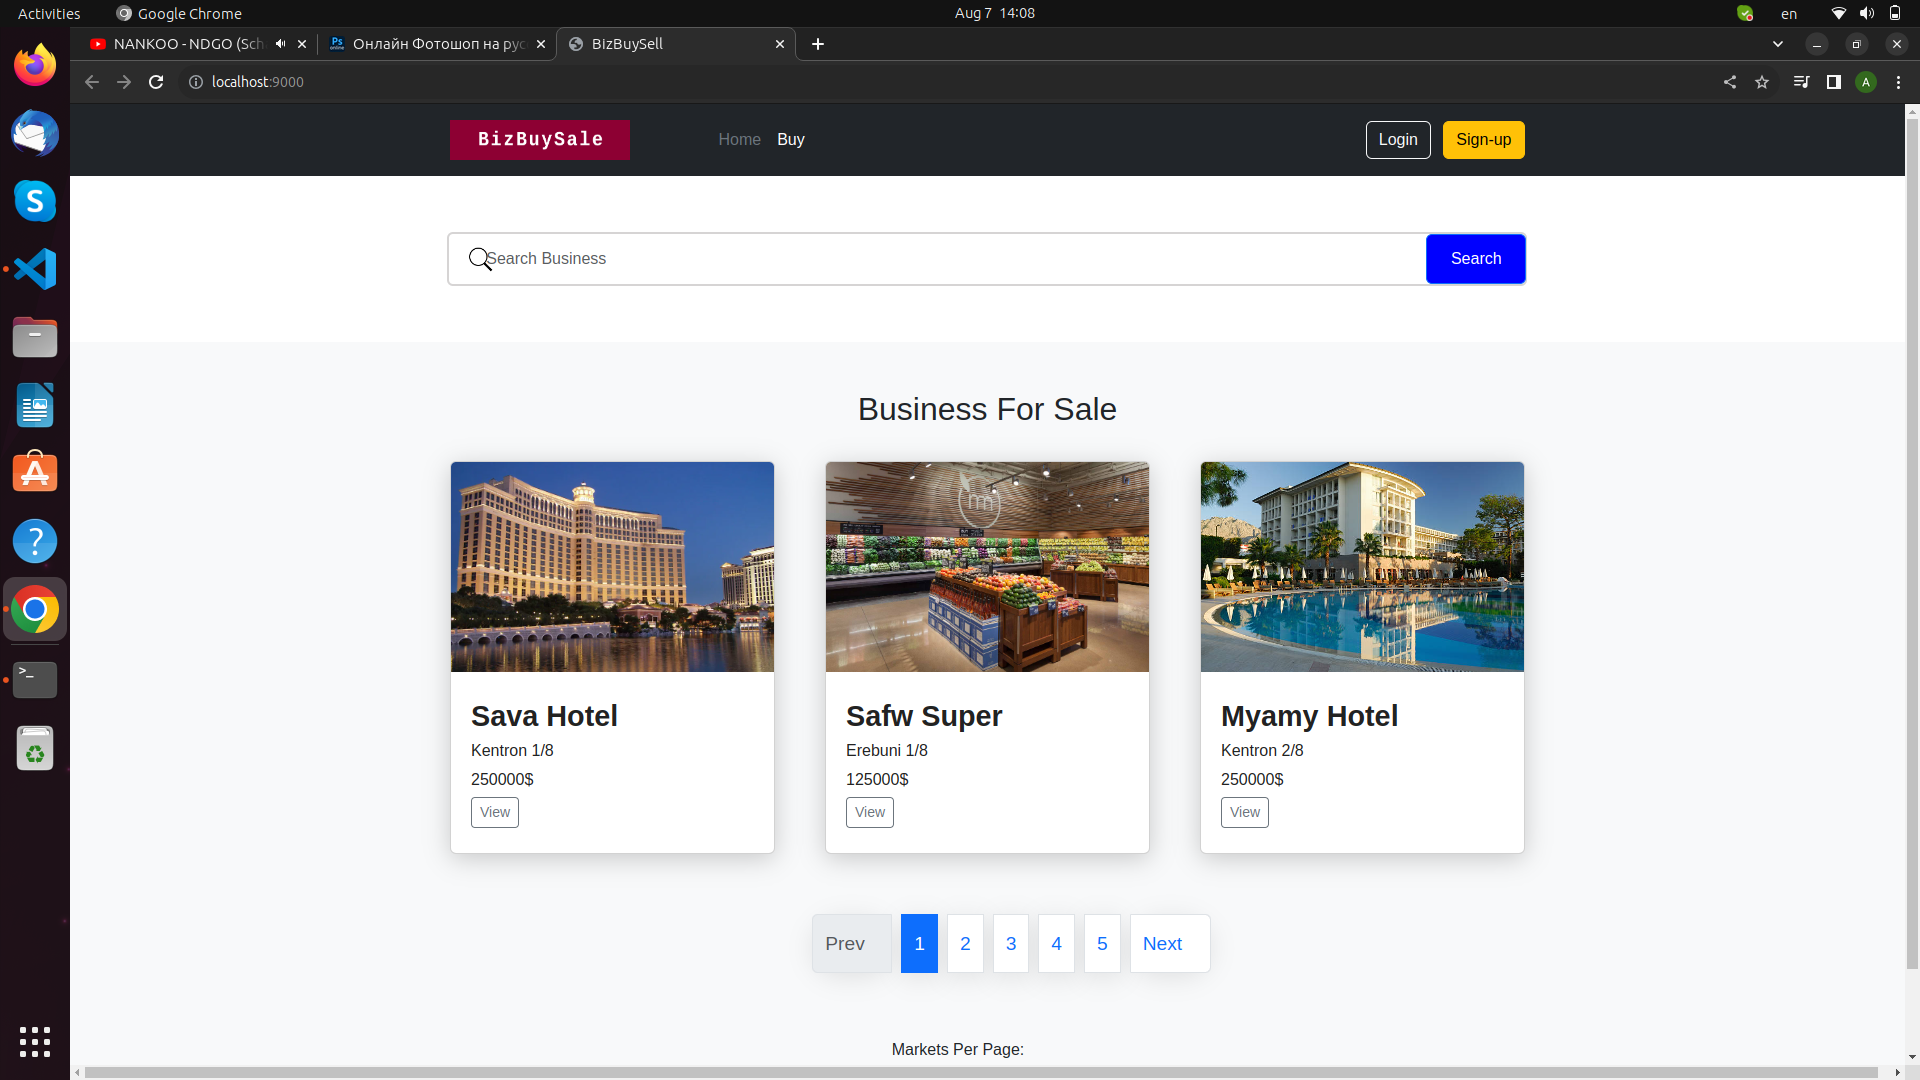 Activities
Google Chrome
Aug 7 14:08
en
NANKOO - NDGO (Sch
Онлайн Фотошоп на рус
BizBuySell
localhost:9000
A
BizBuySale
Home
Buy
Login
Sign-up
Search Business
Search
Business For Sale
Sava Hotel
Kentron 1/8
250000$
View
Safw Super
Erebuni 1/8
125000$
View
Myamy Hotel
Kentron 2/8
250000$
View
Prev
1
2
3
4
5
Next
Markets Per Page: